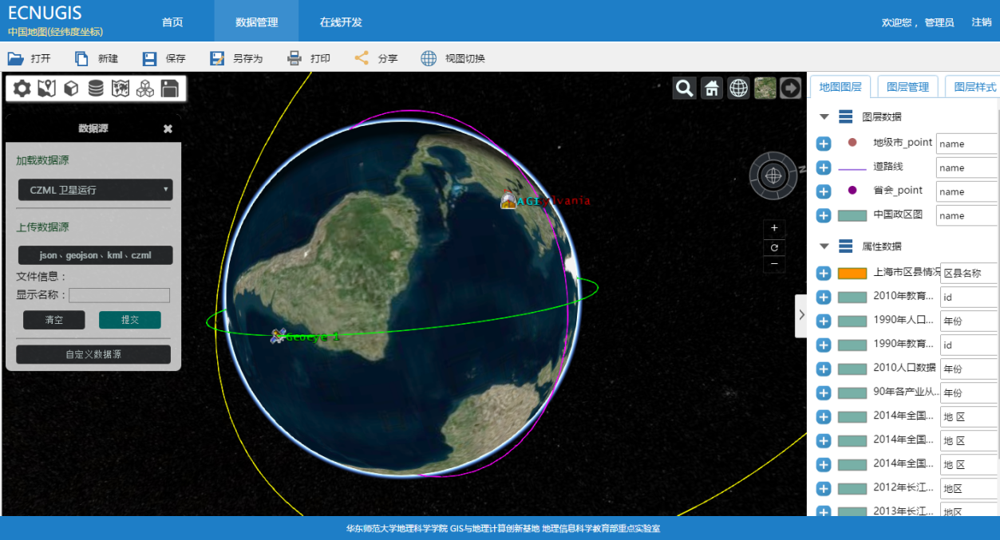 ECNUGIS
中国地图(经纬度坐标)
首页
数据管理
在线开发
欢迎您，管理员
注销
打开
新建
保存
另存为
打印
分享
视图切换
数据源
加载数据源
CZML 卫星运行
上传数据源
json、geojson、kml、czml
文件信息：
显示名称：
清空
提交
自定义数据源
AGI
sylvania
Geoeye 1
N
地图图层
图层管理
图层样式
图层数据
地级市_point name
道路线 name
省会_point name
中国政区图 name
属性数据
上海市区县情况 区县名称
2010年教育... id
1990年人口... 年份
1990年教育... id
2010人口数据 年份
90年各产业从... 年份
2014年全国... 地 区
2014年全国... 地 区
2014年全国... 地 区
2012年长江... 地区
2013年长江... 地区
华东师范大学地理科学学院 GIS与地理计算创新基地 地理信息科学教育部重点实验室